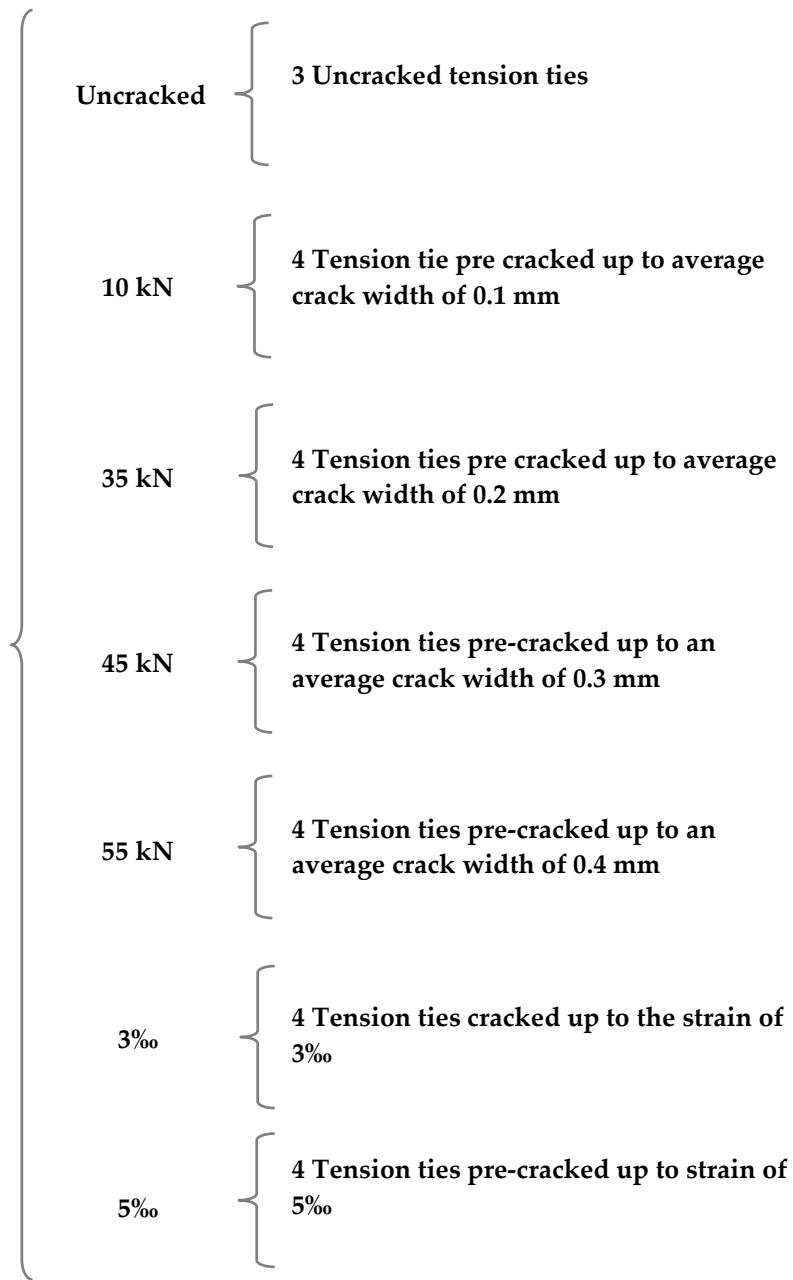 Uncracked
3 Uncracked tension ties
10 kN
4 Tension tie pre cracked up to average
crack width of 0.1 mm
35 kN
4 Tension ties pre cracked up to average
crack width of 0.2 mm
45 kN
4 Tension ties pre-cracked up to an
average crack width of 0.3 mm
55 kN
4 Tension ties pre-cracked up to an
average crack width of 0.4 mm
3‰
4 Tension ties cracked up to the strain of
3‰
5‰
4 Tension ties pre-cracked up to strain of
5‰